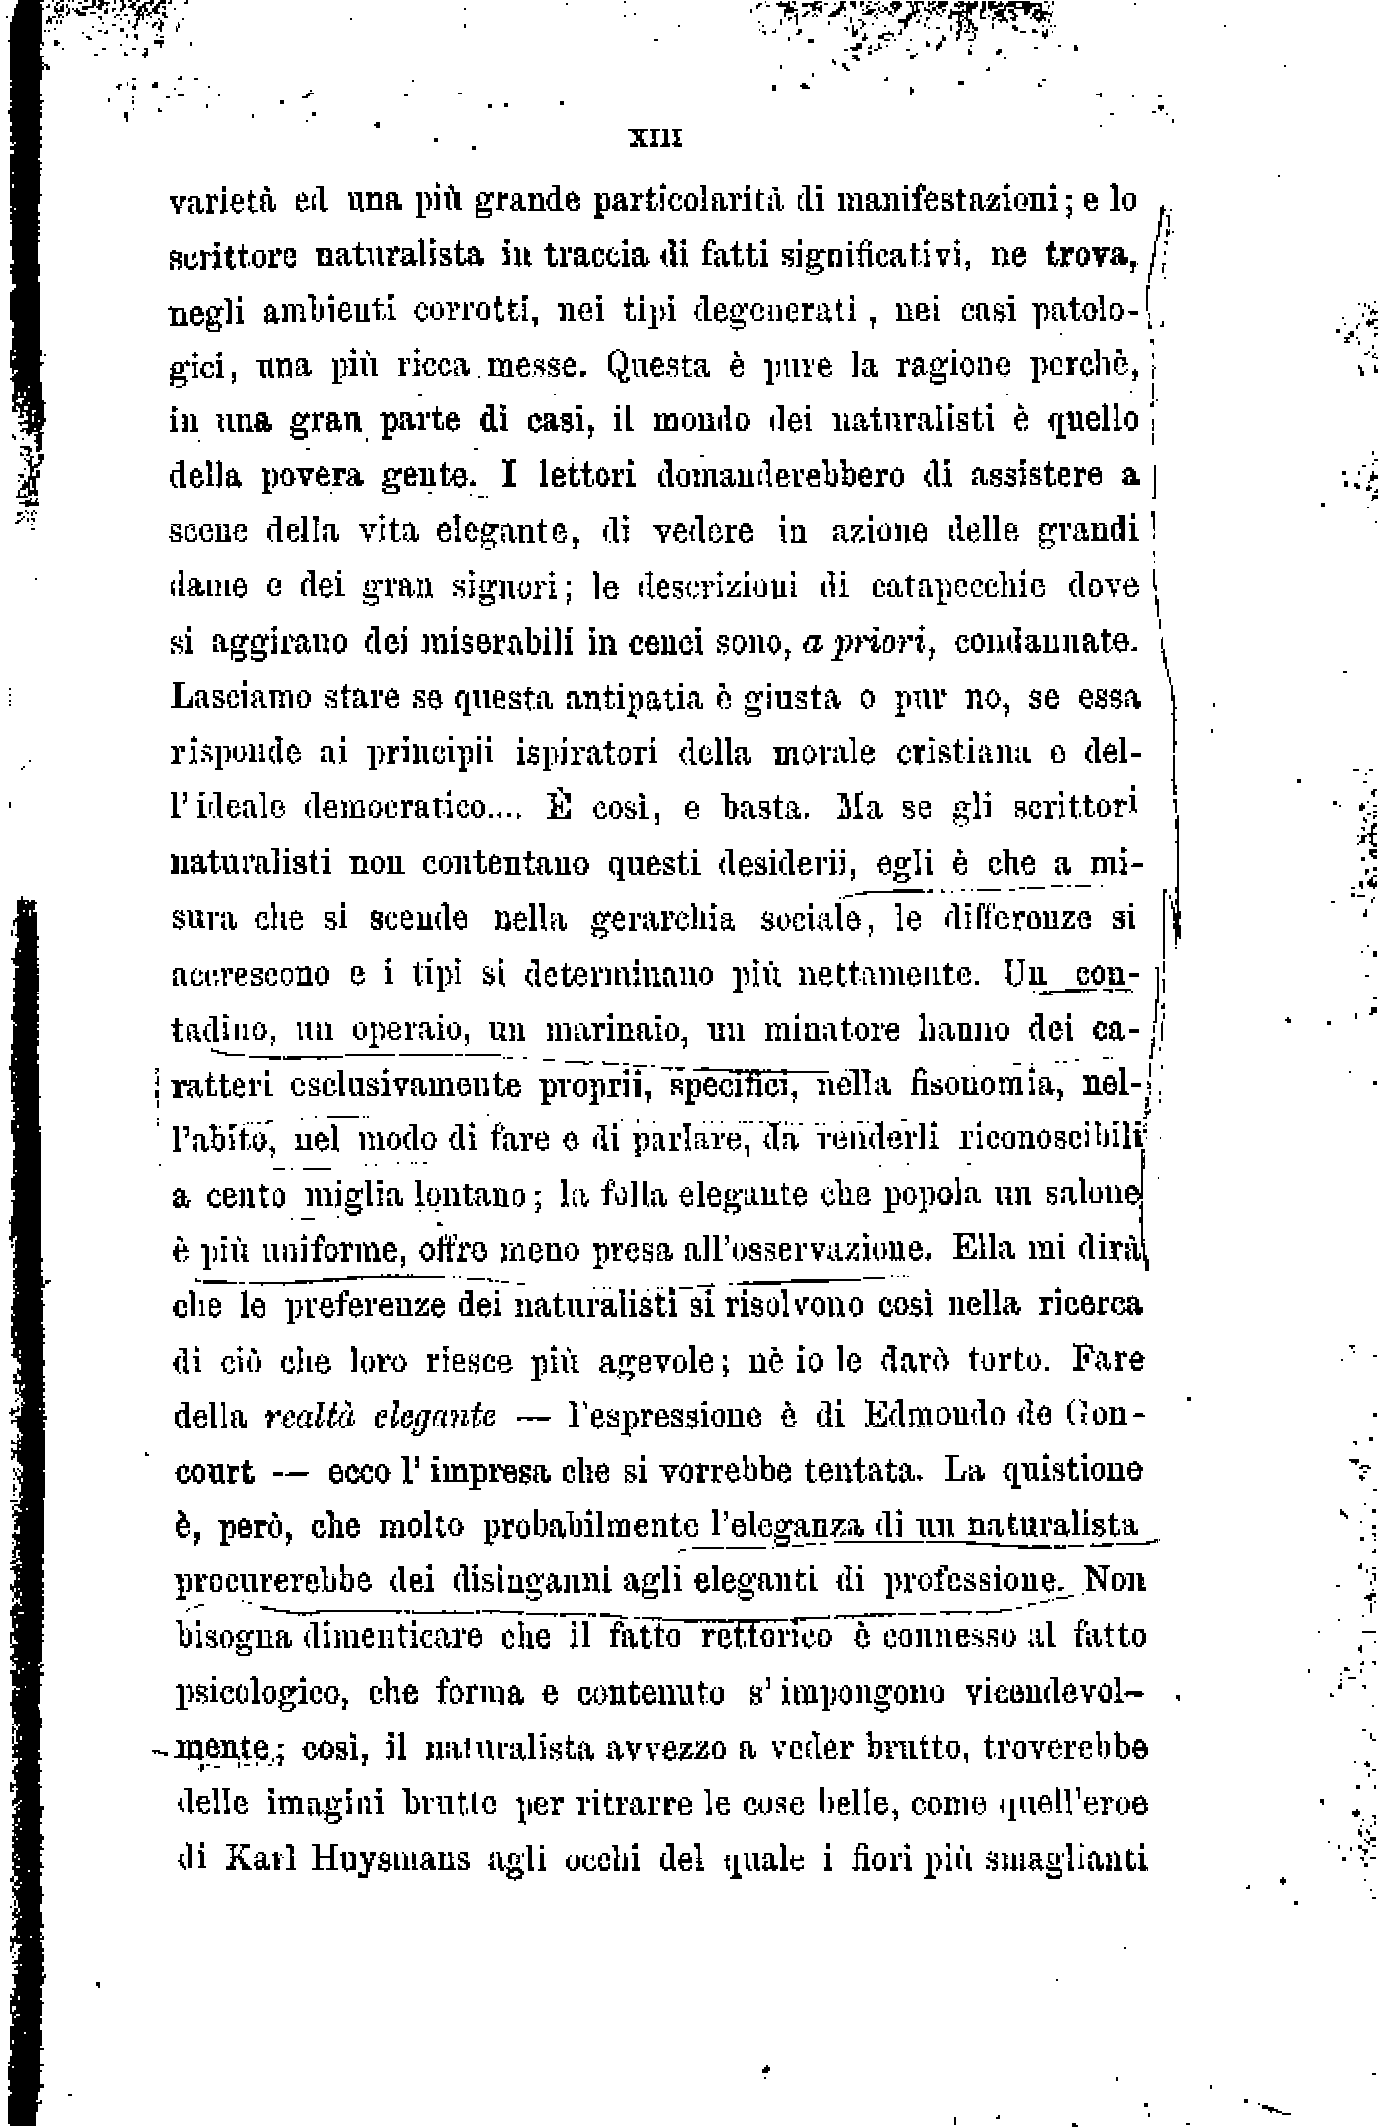 XIII
varietà ed una più grande particolarità di manifestazioni; e lo
scrittore naturalista in traccia di fatti significativi, ne trova,
negli ambienti corrotti, nei tipi degenerati, nei casi patolo-
gici, una più ricca messe. Questa è pure la ragione perchè,
in una gran parte di casi, il mondo dei naturalisti è quello
della povera gente. I lettori domanderebbero di assistere a
scene della vita elegante, di vedere in azione delle grandi
dame e dei gran signori; le descrizioni di catapecchie dove
si aggirano dei miserabili in cenci sono, a priori, condannate.
Lasciamo stare se questa antipatia è giusta o pur no, se essa
risponde ai principii ispiratori della morale cristiana e del-
l'ideale democratico.... È così, e basta. Ma se gli scrittori
naturalisti non contentano questi desiderii, egli è che a mi-
sura che si scende nella gerarchia sociale, le differenze si
accrescono e i tipi si determinano più nettamente. Un con-
tadino, un operaio, un marinaio, un minatore hanno dei ca-
ratteri esclusivamente proprii, specifici, nella fisonomia, nel-
l'abito, nel modo di fare e di parlare, da renderli riconoscibili
a cento miglia lontano; la folla elegante che popola un salone
è più uniforme, offre meno presa all'osservazione. Ella mi dirà
che le preferenze dei naturalisti si risolvono così nella ricerca
di ciò che loro riesce più agevole; nè io le darò torto. Fare
della realtà elegante — l'espressione è di Edmondo de Gon-
court — ecco l'impresa che si vorrebbe tentata. La quistione
è, però, che molto probabilmente l'eleganza di un naturalista
procurerebbe dei disinganni agli eleganti di professione. Non
bisogna dimenticare che il fatto rettorico è connesso al fatto
psicologico, che forma e contenuto s'impongono vicendevol-
mente; così, il naturalista avvezzo a veder brutto, troverebbe
delle imagini brutte per ritrarre le cose belle, come quell'eroe
di Karl Huysmans agli occhi del quale i fiori più smaglianti